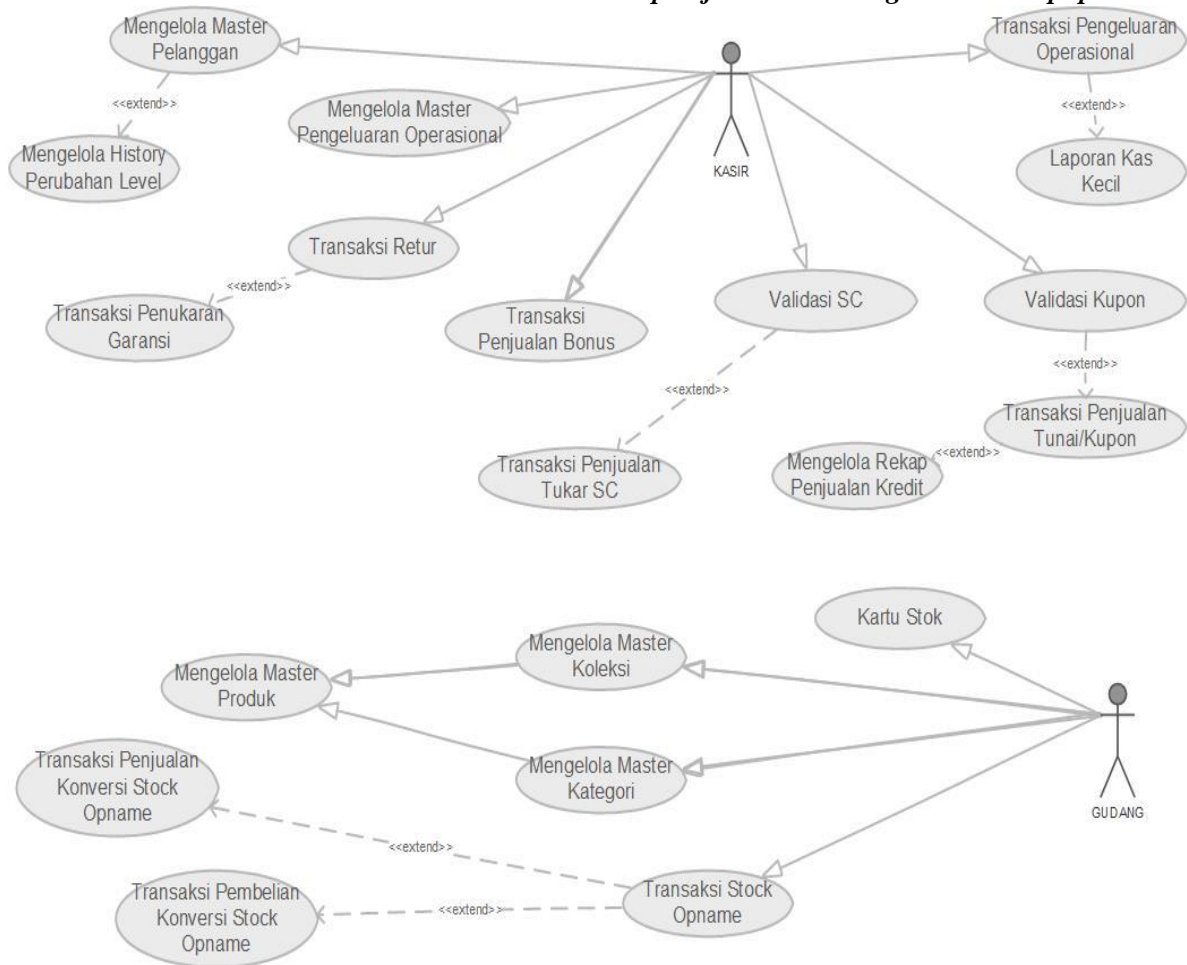 Mengelola Master
Pelanggan
<<extend>>
Mengelola History
Perubahan Level
Mengelola Master
Pengeluaran Operasional
KASIR
Transaksi Pengeluaran
Operasional
<<extend>>
Laporan Kas
Kecil
Transaksi Retur
<<extend>>
Transaksi Penukaran
Garansi
Transaksi
Penjualan Bonus
Validasi SC
<<extend>>
Transaksi Penjualan
Tukar SC
Validasi Kupon
<<extend>>
Transaksi Penjualan
Tunai/Kupon
<<extend>>
Mengelola Rekap
Penjualan Kredit
Kartu Stok
Mengelola Master
Koleksi
Mengelola Master
Produk
Mengelola Master
Kategori
GUDANG
Transaksi Penjualan
Konversi Stock
Opname
<<extend>>
Transaksi Pembelian
Konversi Stock
Opname
<<extend>>
Transaksi Stock
Opname